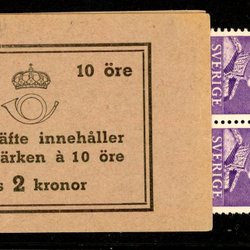 10 öre
äfte innehåller
ärken à 10 öre
s 2 kronor
SVERIGE
SVERIGE